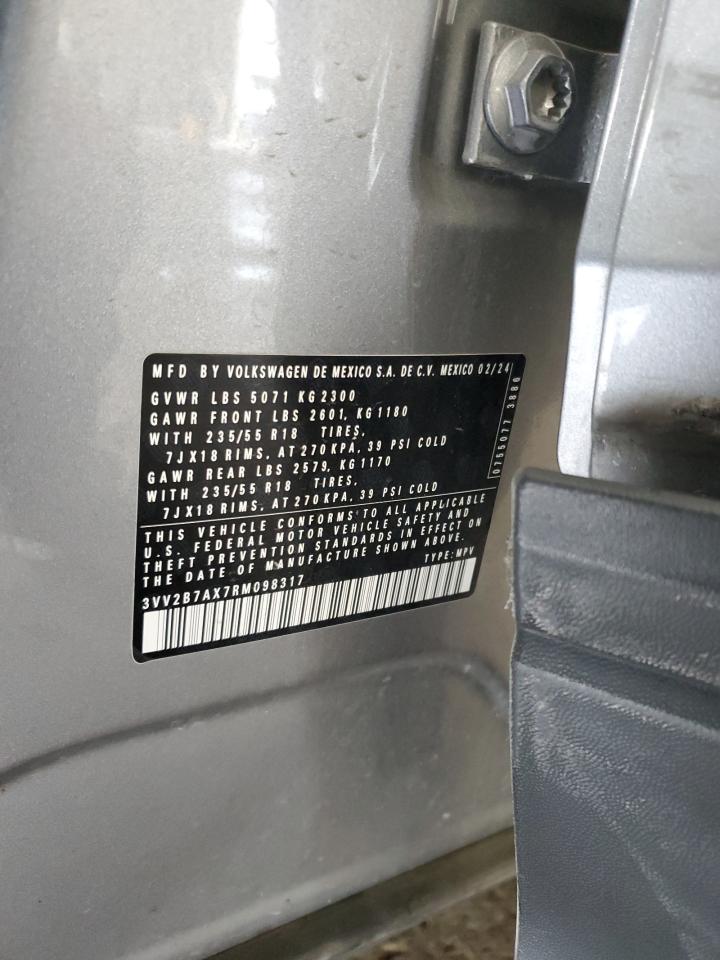 MFD BY VOLKSWAGEN DE MEXICO S.A. DE C.V. MEXICO 02/24
GVWR LBS 5071 KG 2300
GAWR FRONT LBS 2601, KG 1180
WITH 235/55 R18 TIRES,
7JX18 RIMS, AT 270 KPA, 39 PSI COLD
GAWR REAR LBS 2579, KG 1170
WITH 235/55 R18 TIRES,
7JX18 RIMS, AT 270 KPA, 39 PSI COLD
0755077 3886
THIS VEHICLE CONFORMS TO ALL APPLICABLE
U.S. FEDERAL MOTOR VEHICLE SAFETY AND
THEFT PREVENTION STANDARDS IN EFFECT ON
THE DATE OF MANUFACTURE SHOWN ABOVE.
TYPE: MPV
3VV2B7AX7RM098317